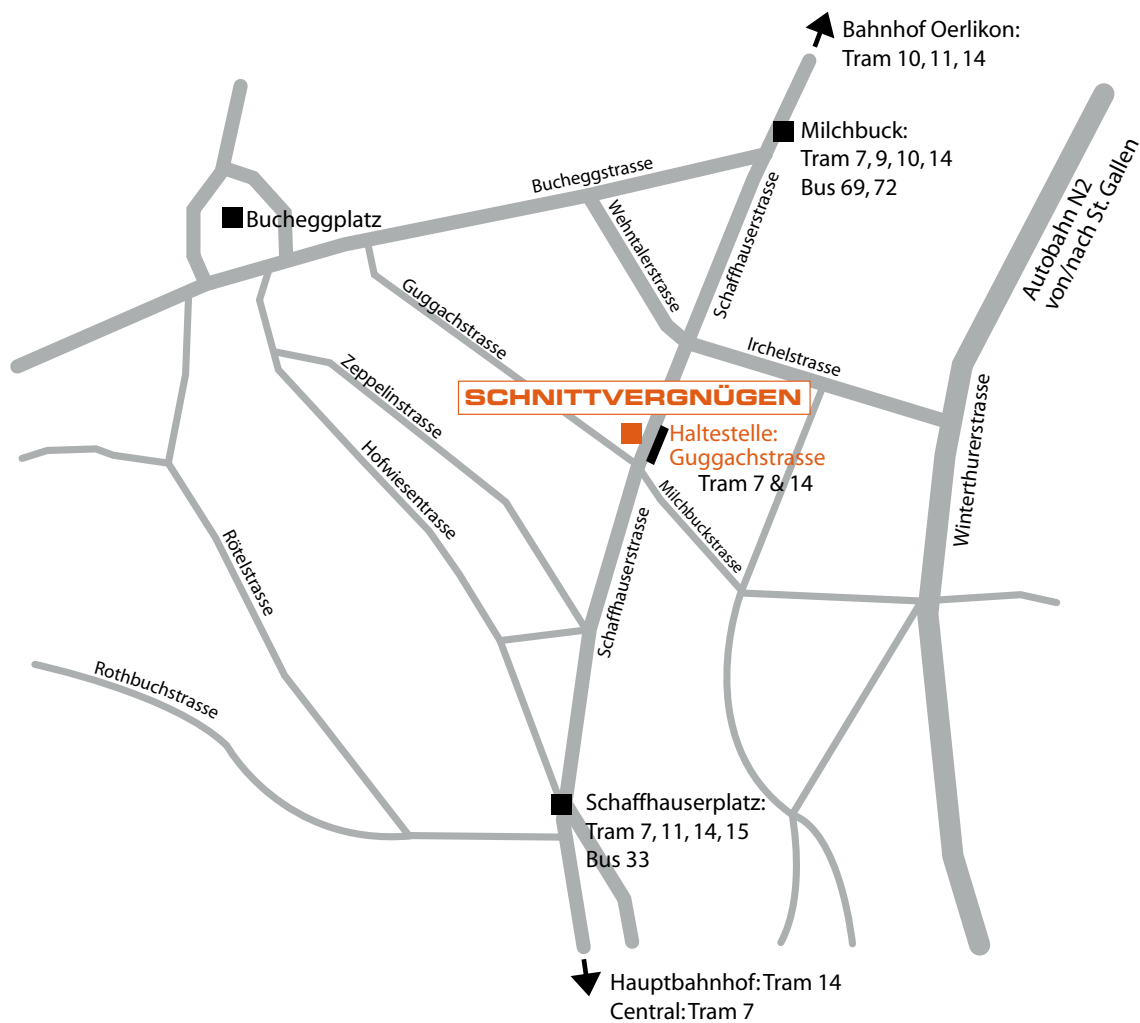 Bahnhof Oerlikon:
Tram 10, 11, 14
Milchbuck:
Tram 7, 9, 10, 14
Bus 69, 72
Bucheggstrasse
Autobahn N2
von/nach St. Gallen
Bucheggplatz
Wehntalerstrasse
Schaffhauserstrasse
Guggachstrasse
Irchelstrasse
Zeppelinstrasse
SCHNITTVERGNÜGEN
Haltestelle:
Guggachstrasse
Tram 7 & 14
Winterthurerstrasse
Hofwiesentrasse
Milchbuckstrasse
Rötelstrasse
Schaffhauserstrasse
Rothbuchstrasse
Schaffhauserplatz:
Tram 7, 11, 14, 15
Bus 33
Hauptbahnhof: Tram 14
Central: Tram 7